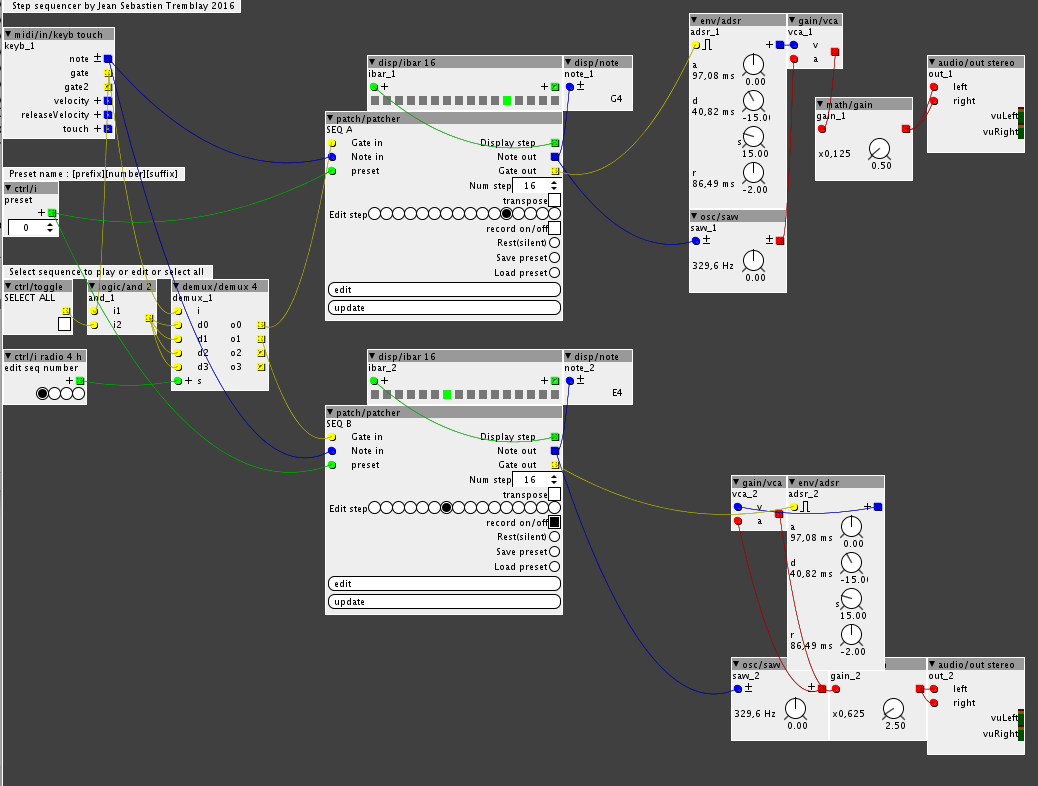 Step sequencer by Jean Sebastien Tremblay 2016
midi/in/keyb touch
keyb_1
note ±
gate
gate2
velocity +
releaseVelocity +
touch +
Preset name : [prefix][number][suffix]
ctrl/i
preset
+
0
Select sequence to play or edit or select all
ctrl/toggle
SELECT ALL
logic/and 2
and_1
i1
i2
demux/demux 4
demux_1
i
d0 o0
d1 o1
d2 o2
d3 o3
+ s
ctrl/i radio 4 h
edit seq number
+
disp/ibar 16
ibar_1
+ +
disp/note
note_1
±
G4
patch/patcher
SEQ A
Gate in Display step
Note in Note out
preset Gate out
Num step 16
transpose
Edit step
record on/off
Rest(silent)
Save preset
Load preset
edit
update
disp/ibar 16
ibar_2
+ +
disp/note
note_2
±
E4
patch/patcher
SEQ B
Gate in Display step
Note in Note out
preset Gate out
Num step 16
transpose
Edit step
record on/off
Rest(silent)
Save preset
Load preset
edit
update
env/adsr
adsr_1
+
a
97,08 ms
0.00
d
40,82 ms
-15.0
s
15.00
r
86,49 ms
-2.00
gain/vca
vca_1
v
a
osc/saw
saw_1
± ±
329,6 Hz
0.00
math/gain
gain_1
x0,125
0.50
audio/out stereo
out_1
left
right
vuLeft
vuRight
gain/vca
vca_2
v
a
env/adsr
adsr_2
+
a
97,08 ms
0.00
d
40,82 ms
-15.0
s
15.00
r
86,49 ms
-2.00
osc/saw
saw_2
± ±
329,6 Hz
0.00
gain_2
x0,625
2.50
audio/out stereo
out_2
left
right
vuLeft
vuRight